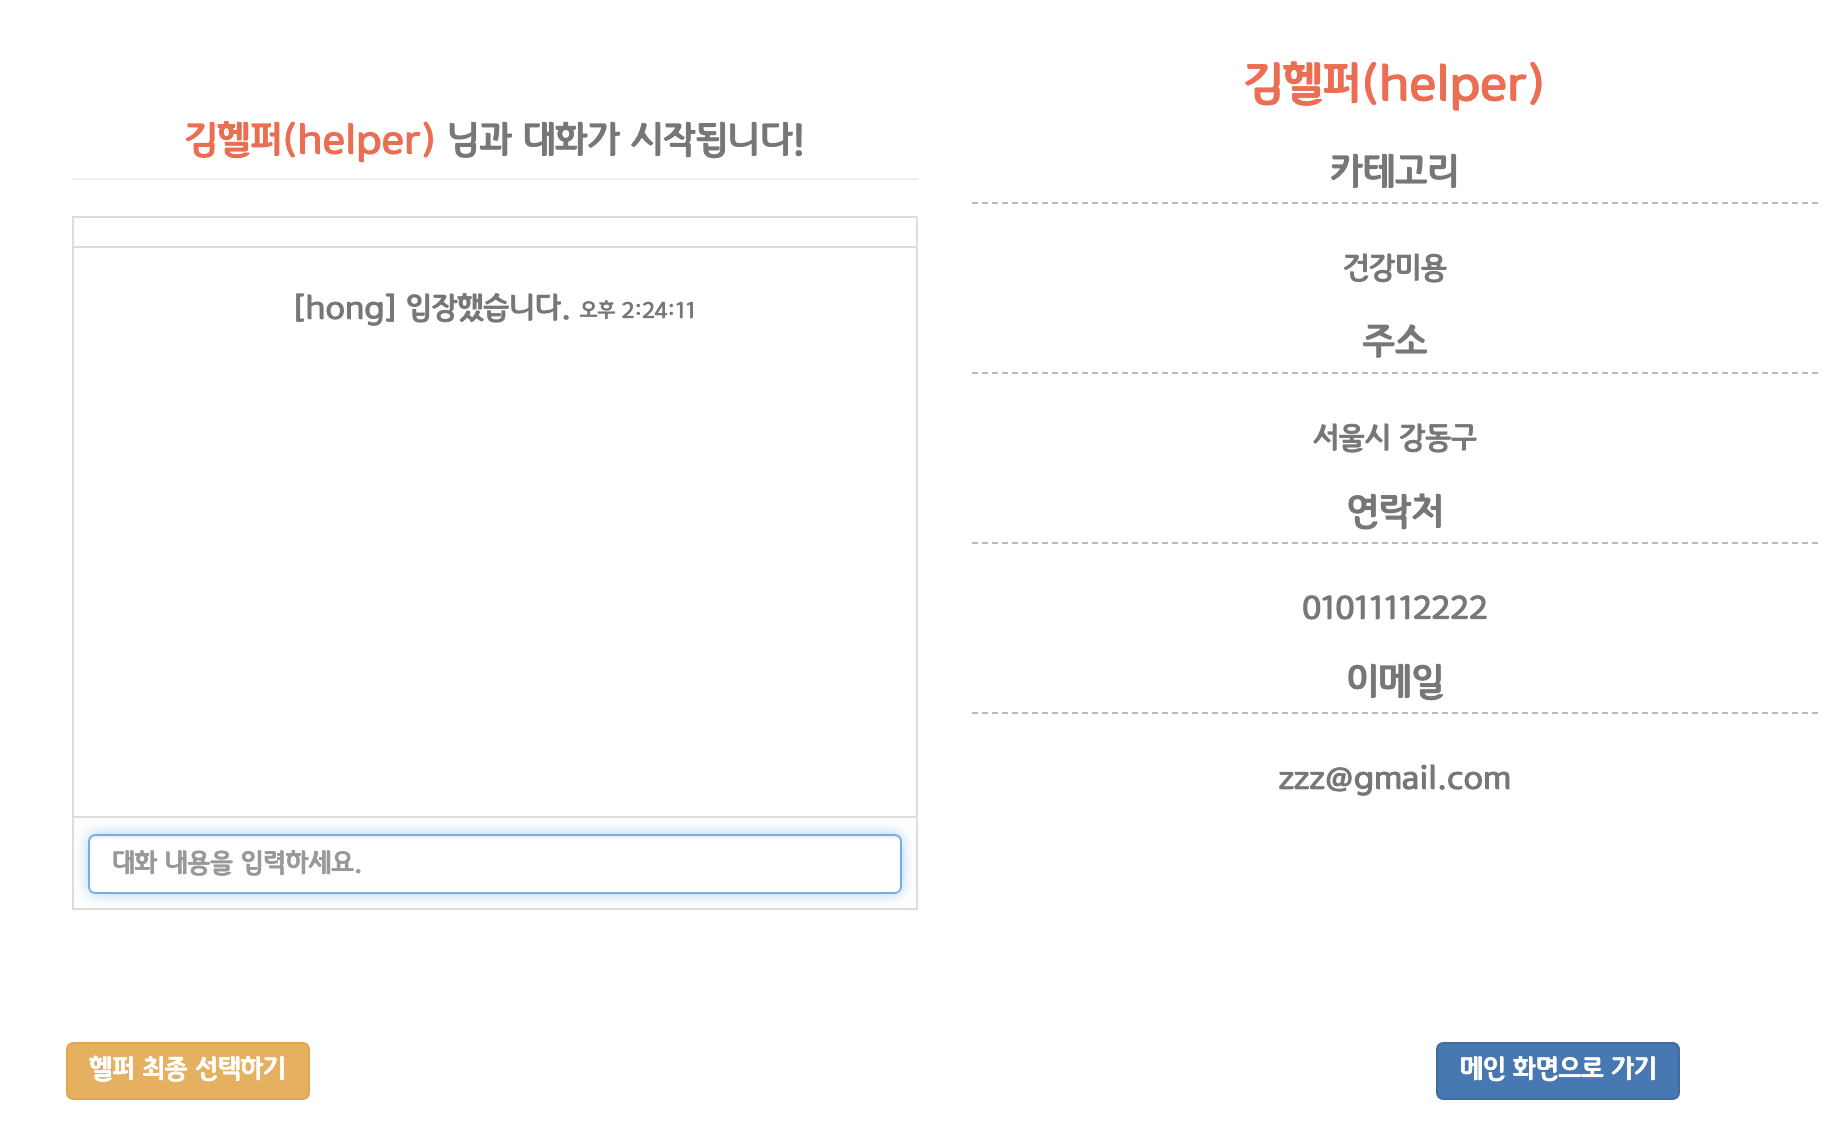 김헬퍼(helper) 님과 대화가 시작됩니다!
[hong] 입장했습니다. 오후 2:24:11
대화 내용을 입력하세요.
헬퍼 최종 선택하기
김헬퍼(helper)
카테고리
건강미용
주소
서울시 강동구
연락처
01011112222
이메일
zzz@gmail.com
메인 화면으로 가기